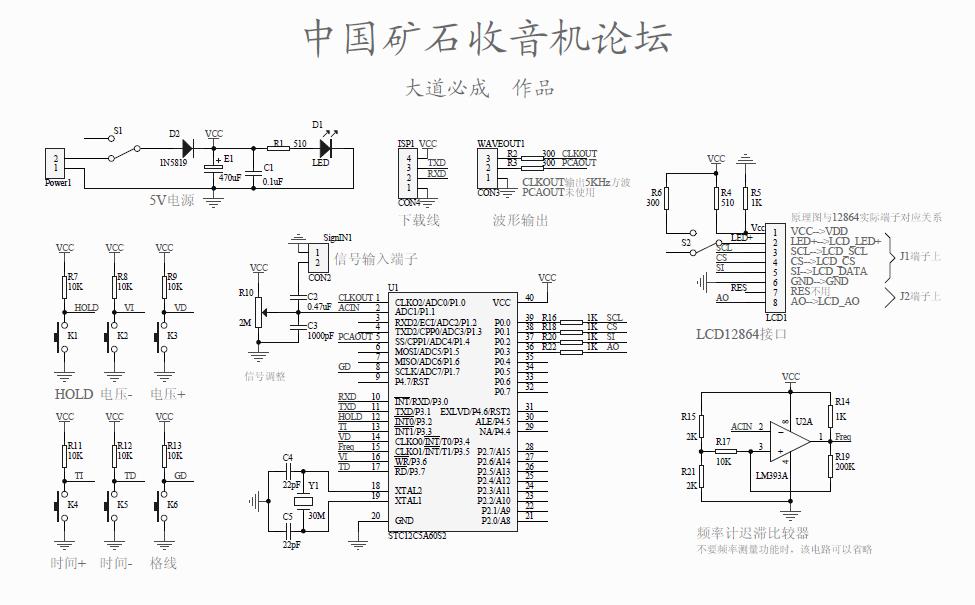 中国矿石收音机论坛
大道必成 作品
S1
D2
VCC
1N5819
E1
470uF
C1
0.1uF
R1 510
D1
LED
2
1
Power1
5V电源
ISP1 VCC
4
3 TXD
2 RXD
1
CON4
下载线
WAVEOUT1
3 R2 300 CLKOUT
2 R3 300 PCAOUT
1
CON3
CLKOUT输出5KHz方波
PCAOUT未使用
波形输出
VCC
R6
300
R4
510
R5
1K
S2
原理图与12864实际端子对应关系
Vcc 1 VCC-->VDD
LED+ 2 LED+-->LCD_LED+
SCL 3 SCL-->LCD_SCL
CS 4 CS-->LCD_CS
SI 5 SI-->LCD_DATA
6 GND-->GND
RES 7 RES不用
AO 8 AO-->LCD_AO
LCD1
J1端子上
J2端子上
LCD12864接口
VCC VCC VCC
R7
10K
R8
10K
R9
10K
HOLD VI VD
K1 K2 K3
HOLD 电压- 电压+
VCC VCC VCC
R11
10K
R12
10K
R13
10K
TI TD GD
K4 K5 K6
时间+ 时间- 格线
SignIN1
1
2
CON2
信号输入端子
VCC
R10
2M
C2
0.47uF
C3
1000pF
信号调整
U1
CLKOUT 1 CLKO2/ADC0/P1.0
ACIN 2 ADC1/P1.1
3 RXD2/ECI/ADC2/P1.2
4 TXD2/CPP0/ADC3/P1.3
PCAOUT 5 SS/CPP1/ADC4/P1.4
6 MOSI/ADC5/P1.5
7 MISO/ADC6/P1.6
GD 8 SCLK/ADC7/P1.7
9 P4.7/RST
RXD 10 INT/RXD/P3.0
TXD 11 TXD/P3.1
HOLD 12 INT0/P3.2
TI 13 INT1/P3.3
VD 14 CLKO0/INT/T0/P3.4
Freq 15 CLKO1/INT/T1/P3.5
VI 16 WR/P3.6
TD 17 RD/P3.7
18 XTAL2
19 XTAL1
20 GND
STC12C5A60S2
VCC
VCC 40
P0.0 39 R16 1K SCL
P0.1 38 R18 1K CS
P0.2 37 R20 1K SI
P0.3 36 R22 1K AO
P0.4 35
P0.5 34
P0.6 33
P0.7 32
EXLVD/P4.6/RST2 31
ALE/P4.5 30
NA/P4.4 29
P2.7/A15 28
P2.6/A14 27
P2.5/A13 26
P2.4/A12 25
P2.3/A11 24
P2.2/A10 23
P2.1/A9 22
P2.0/A8 21
C4
22pF
Y1
30M
C5
22pF
VCC
R15
2K
R14
1K
U2A
ACIN 2
8
1 Freq
R17
10K
3
4
LM393A
R21
2K
R19
200K
频率计迟滞比较器
不要频率测量功能时，该电路可以省略